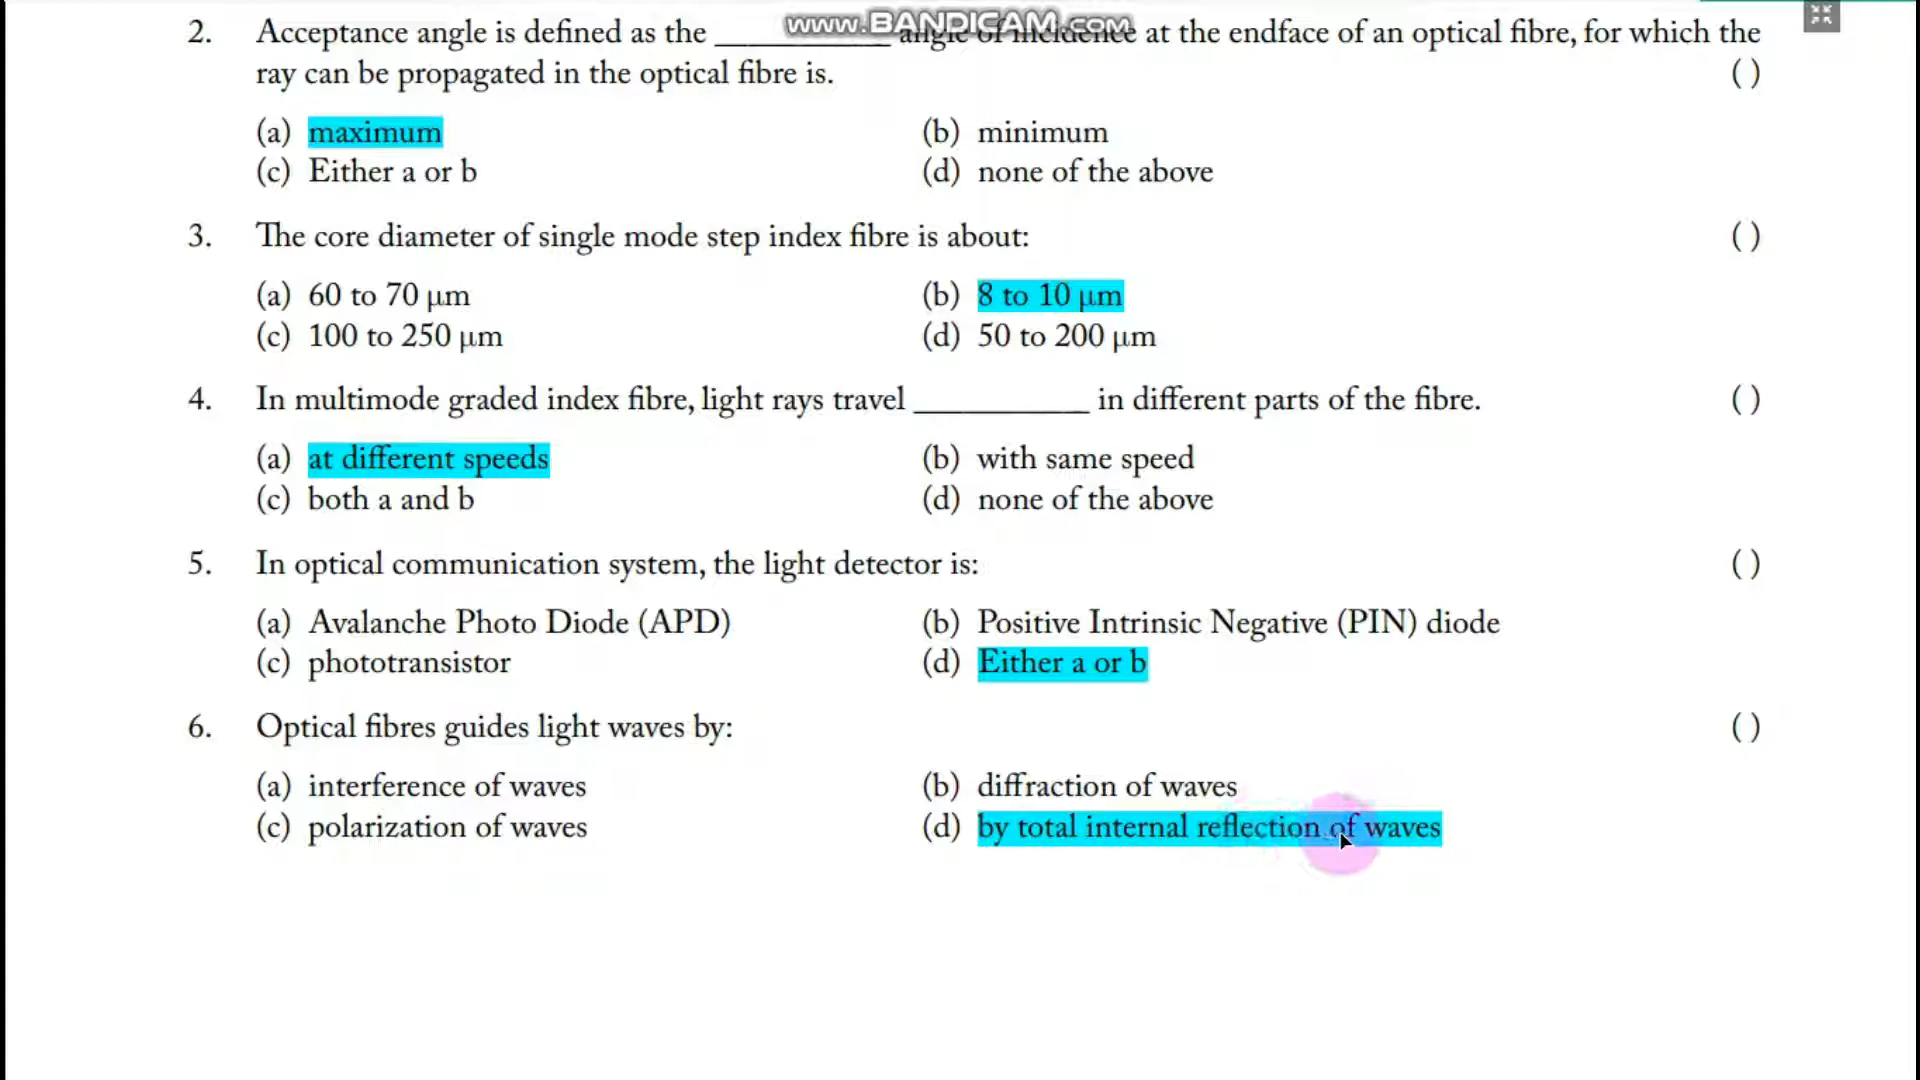 www.BANDICAM.com
2. Acceptance angle is defined as the __________ angle of incidence at the endface of an optical fibre, for which the
ray can be propagated in the optical fibre is. ( )
(a) maximum (b) minimum
(c) Either a or b (d) none of the above
3. The core diameter of single mode step index fibre is about: ( )
(a) 60 to 70 μm (b) 8 to 10 μm
(c) 100 to 250 μm (d) 50 to 200 μm
4. In multimode graded index fibre, light rays travel __________ in different parts of the fibre. ( )
(a) at different speeds (b) with same speed
(c) both a and b (d) none of the above
5. In optical communication system, the light detector is: ( )
(a) Avalanche Photo Diode (APD) (b) Positive Intrinsic Negative (PIN) diode
(c) phototransistor (d) Either a or b
6. Optical fibres guides light waves by: ( )
(a) interference of waves (b) diffraction of waves
(c) polarization of waves (d) by total internal reflection of waves